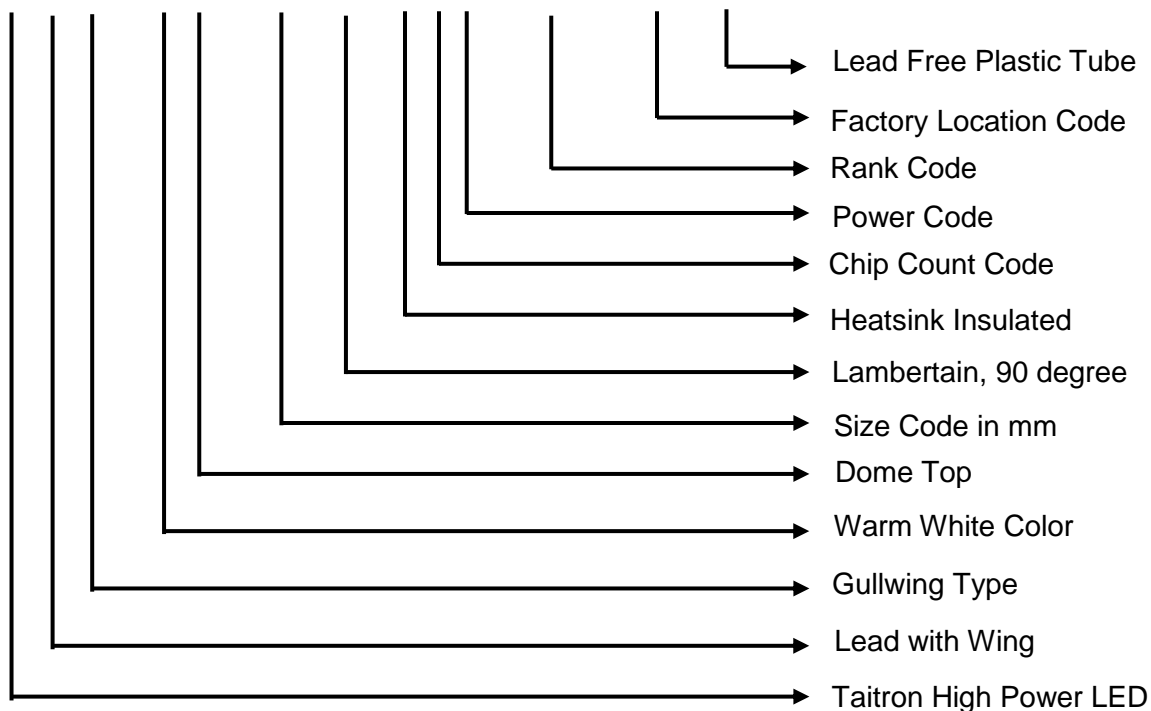 Lead Free Plastic Tube
Factory Location Code
Rank Code
Power Code
Chip Count Code
Heatsink Insulated
Lambertain, 90 degree
Size Code in mm
Dome Top
Warm White Color
Gullwing Type
Lead with Wing
Taitron High Power LED